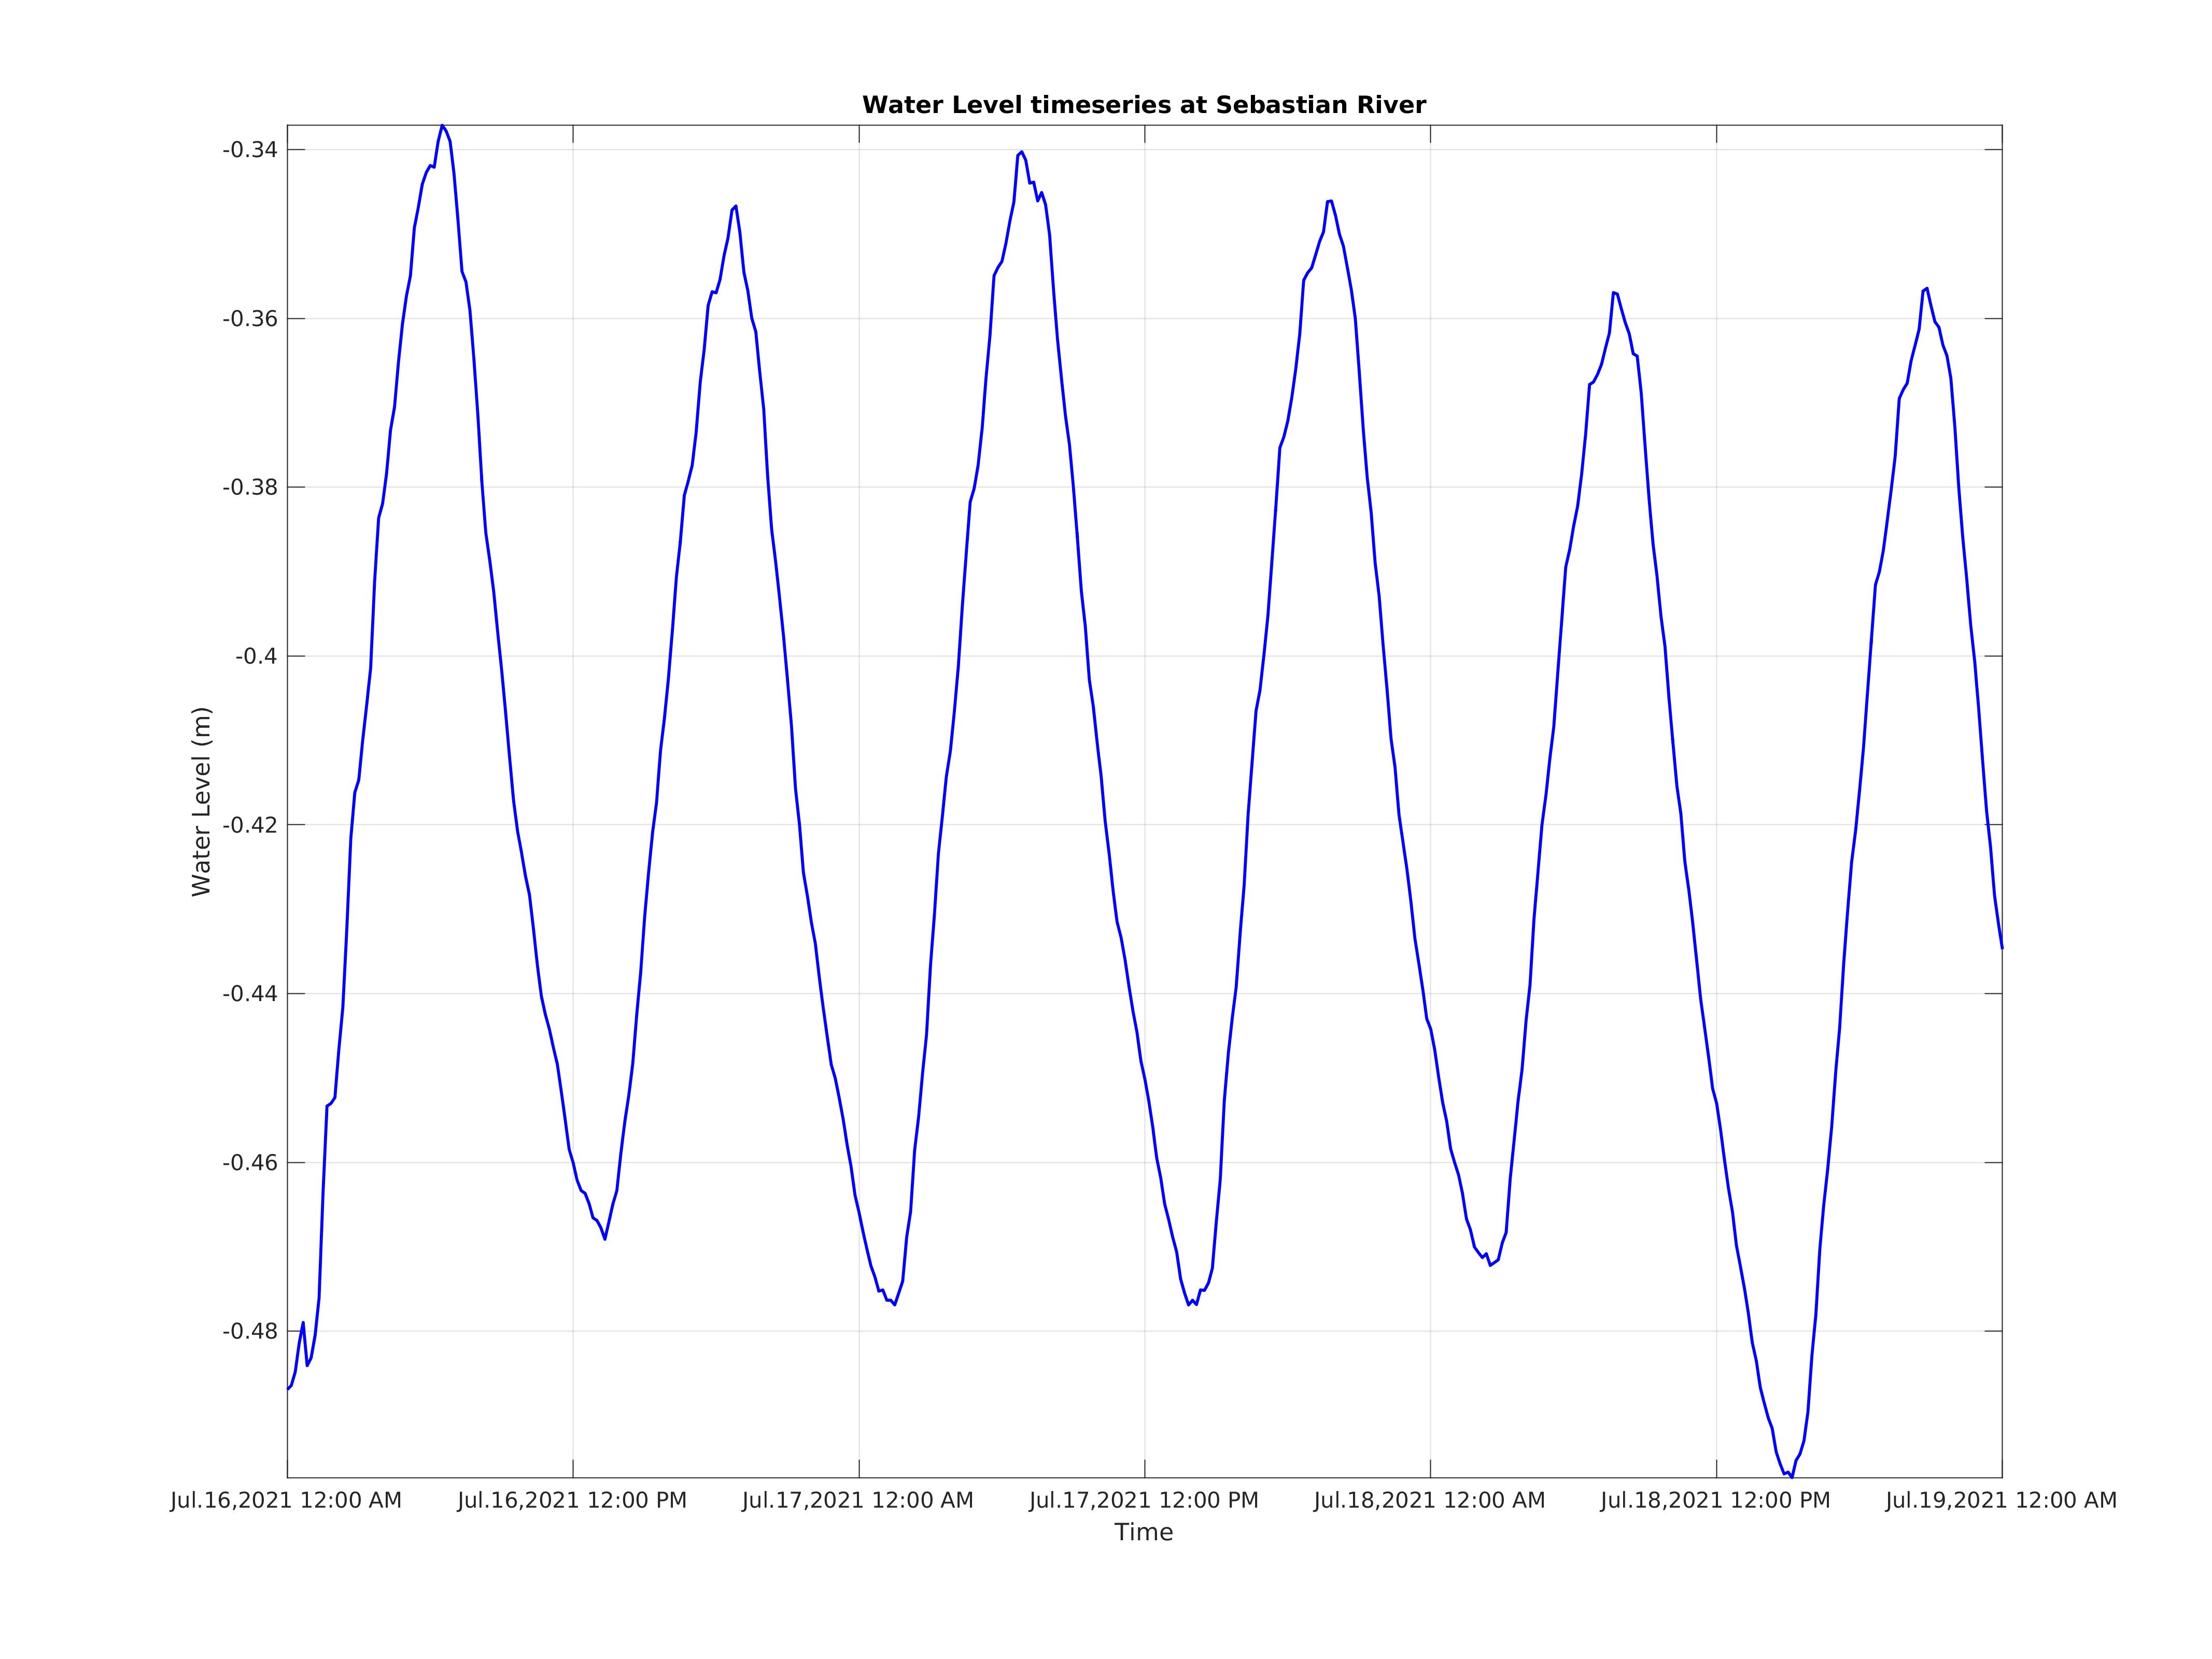 Water Level timeseries at Sebastian River
-0.34
-0.36
-0.38
-0.4
-0.42
-0.44
-0.46
-0.48
Water Level (m)
Jul.16,2021 12:00 AM Jul.16,2021 12:00 PM Jul.17,2021 12:00 AM Jul.17,2021 12:00 PM Jul.18,2021 12:00 AM Jul.18,2021 12:00 PM Jul.19,2021 12:00 AM
Time